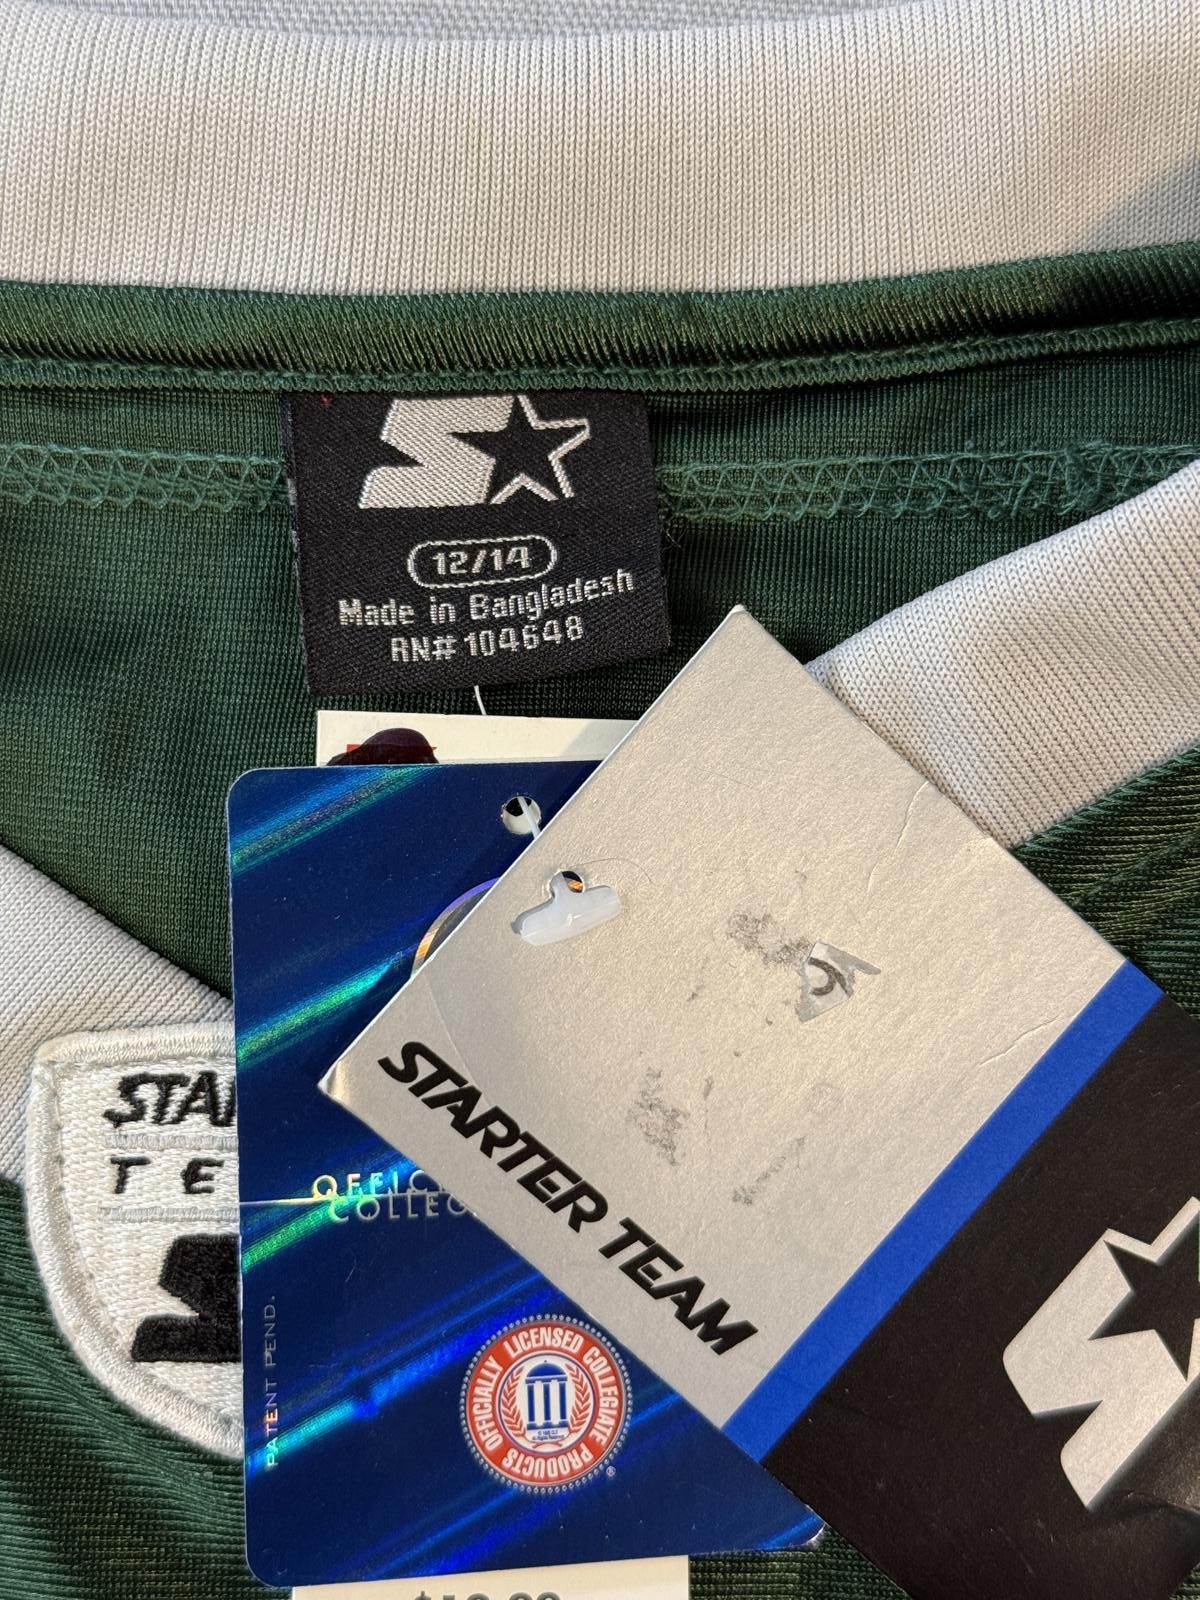 12/14
Made in Bangladesh
RN# 104648
STARTER TEAM
PATENT PEND.
OFFICIALLY LICENSED COLLEGIATE PRODUCTS
®